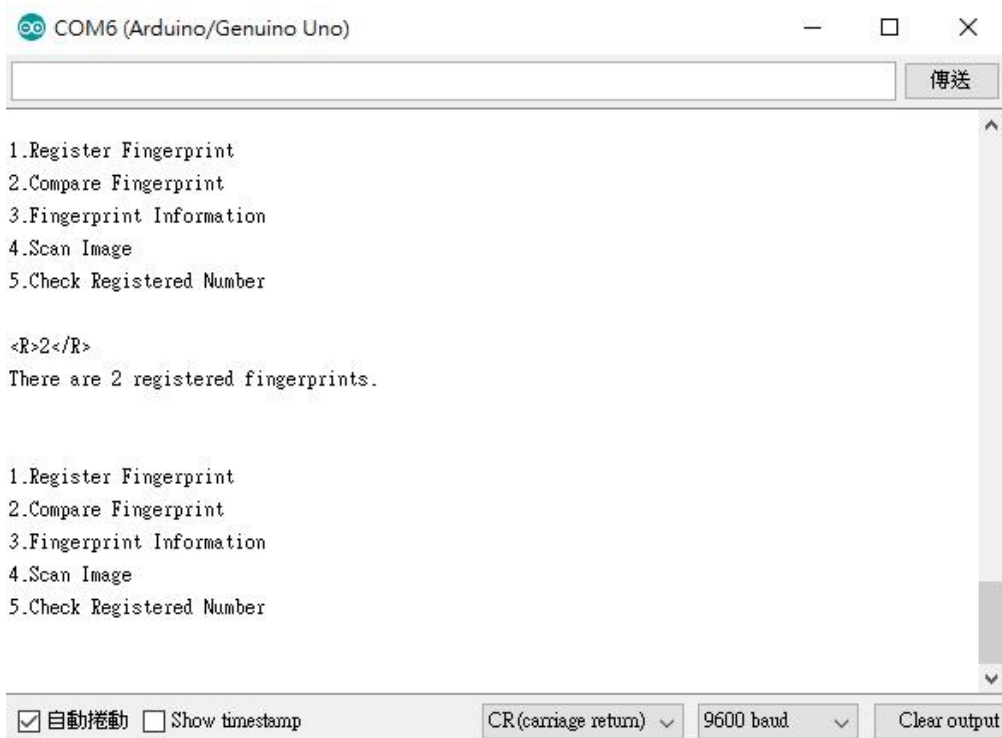 COM6 (Arduino/Genuino Uno)
傳送
1.Register Fingerprint
2.Compare Fingerprint
3.Fingerprint Information
4.Scan Image
5.Check Registered Number
<R>2</R>
There are 2 registered fingerprints.
1.Register Fingerprint
2.Compare Fingerprint
3.Fingerprint Information
4.Scan Image
5.Check Registered Number
自動捲動 Show timestamp CR(carriage return) 9600 baud Clear output